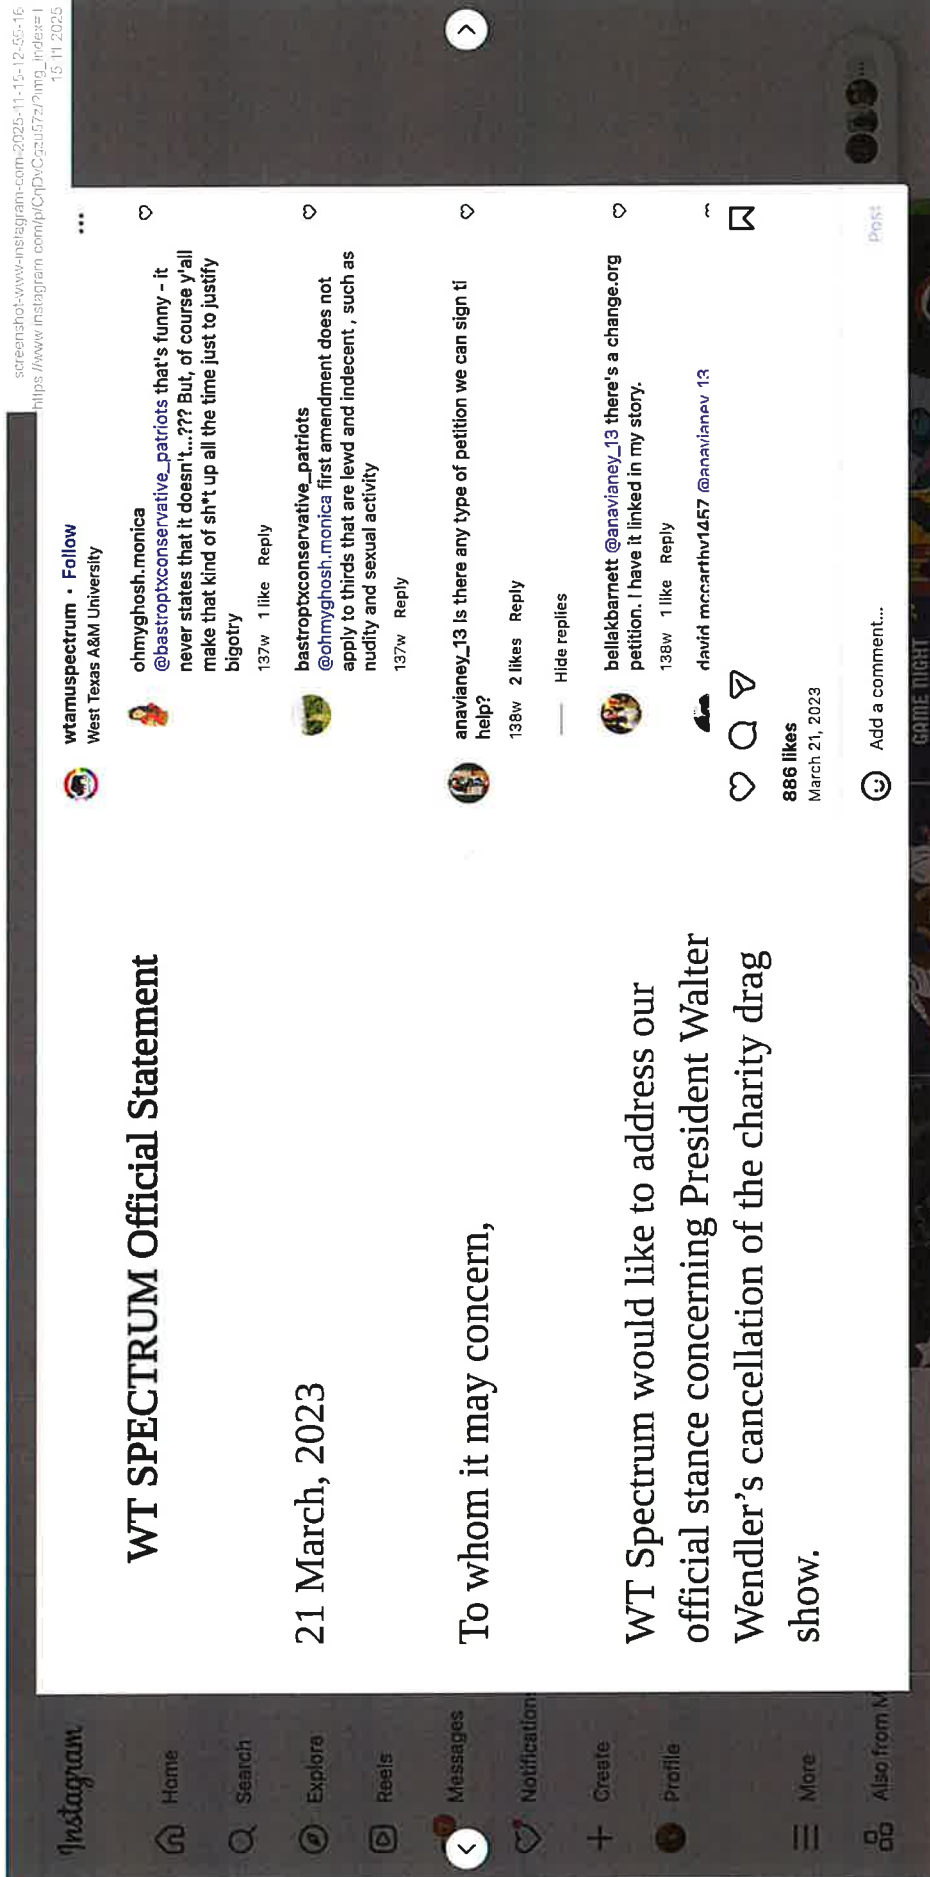 screenshot-www-instagram-com-2025-11-15-12-55-16
https://www.instagram.com/p/CqDvCgzu57z/?img_index=1
15.11.2025
Instagram
Home
Search
Explore
Reels
Messages
Notification
Create
Profile
More
Also from M
WT SPECTRUM Official Statement
21 March, 2023
To whom it may concern,
WT Spectrum would like to address our
official stance concerning President Walter
Wendler's cancellation of the charity drag
show.
wtamuspectrum • Follow
West Texas A&M University
ohmyghosh.monica
@bastroptxconservative_patriots that's funny - it
never states that it doesn't...??? But, of course y'all
make that kind of sh*t up all the time just to justify
bigotry
137w 1 like Reply
bastroptxconservative_patriots
@ohmyghosh.monica first amendment does not
apply to thirds that are lewd and indecent , such as
nudity and sexual activity
137w Reply
anavianey_13 Is there any type of petition we can sign ti
help?
138w 2 likes Reply
Hide replies
bellakbarnett @anavianey_13 there's a change.org
petition. I have it linked in my story.
138w 1 like Reply
david_mccarthy1457 @anavianey_13
886 likes
March 21, 2023
Add a comment...
Post
GAME NIGHT